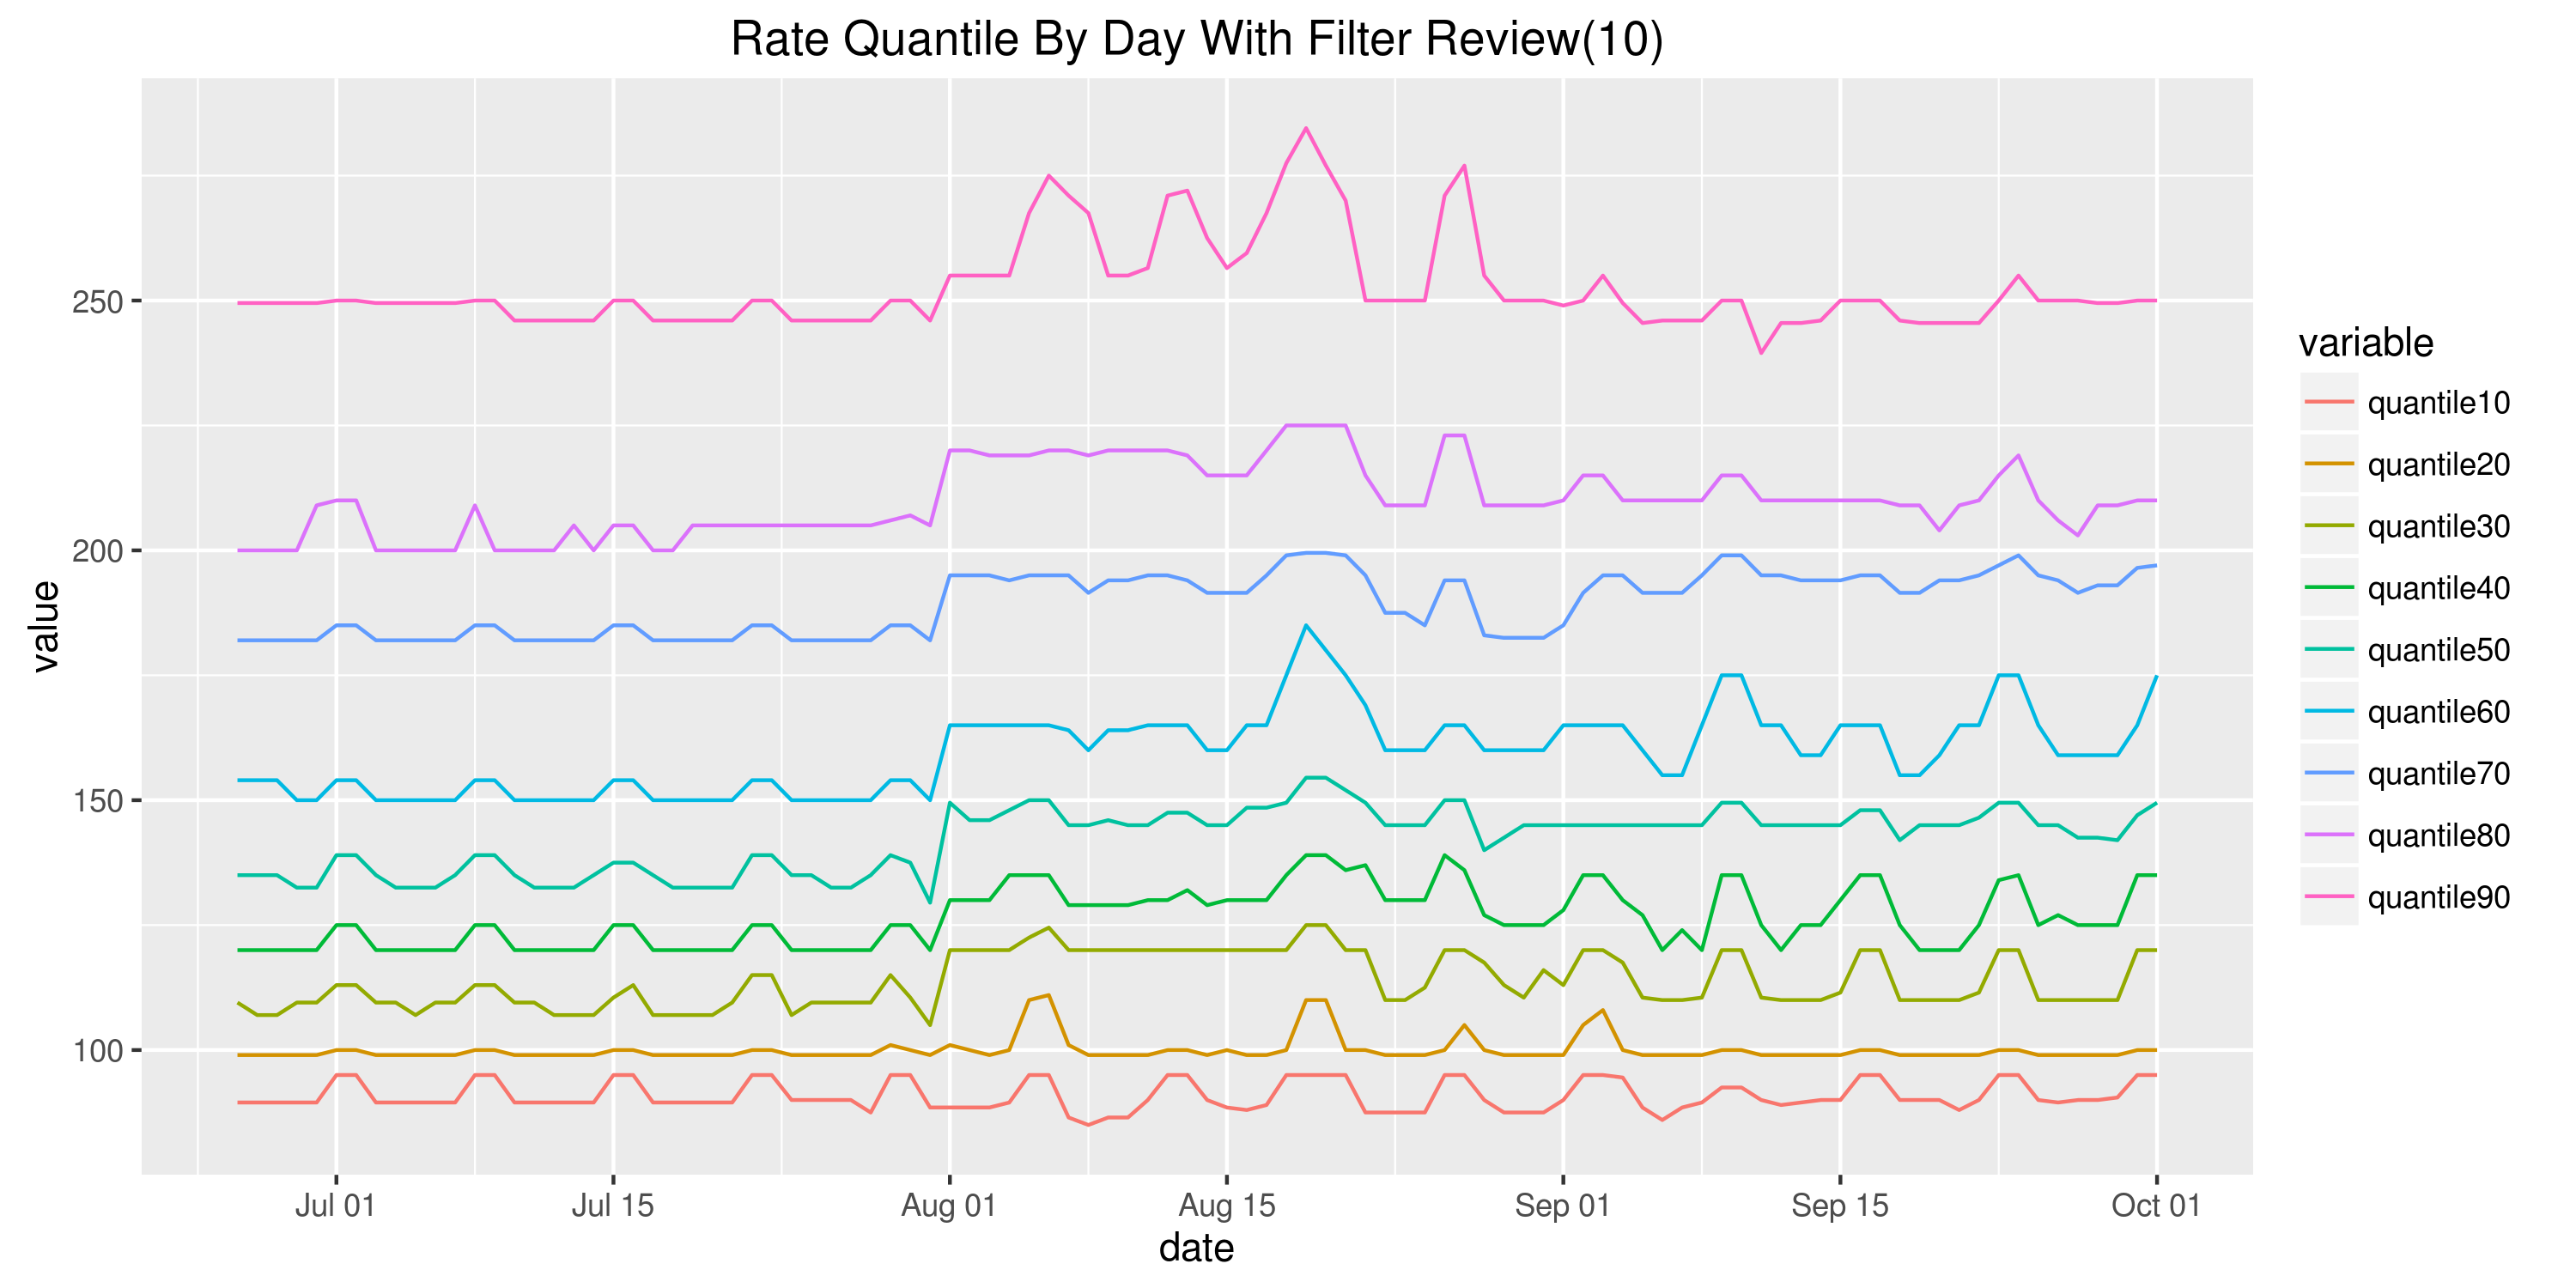 Rate Quantile By Day With Filter Review(10)
value
250
200
150
100
Jul 01
Jul 15
Aug 01
Aug 15
Sep 01
Sep 15
Oct 01
date
variable
quantile10
quantile20
quantile30
quantile40
quantile50
quantile60
quantile70
quantile80
quantile90